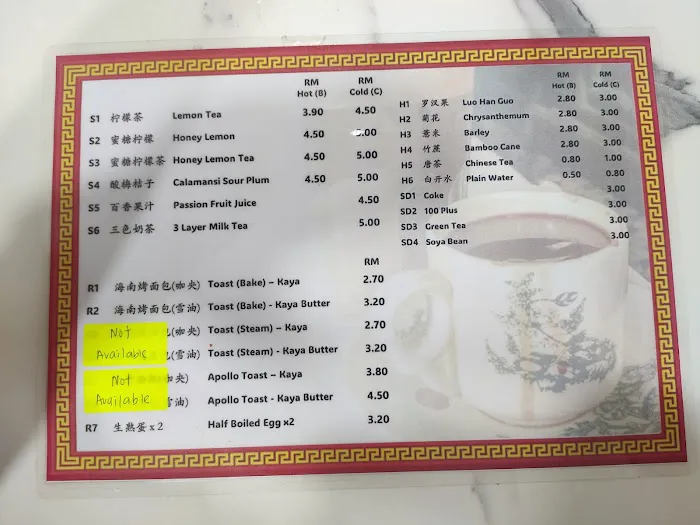 RM Hot (B) RM Cold (C)
S1 柠檬茶 Lemon Tea 3.90 4.50
S2 蜜糖柠檬 Honey Lemon 4.50 5.00
S3 蜜糖柠檬茶 Honey Lemon Tea 4.50 5.00
S4 酸梅桔子 Calamansi Sour Plum 4.50 5.00
S5 百香果汁 Passion Fruit Juice 4.50
S6 三色奶茶 3 Layer Milk Tea 5.00
RM Hot (B) RM Cold (C)
H1 罗汉果 Luo Han Guo 2.80 3.00
H2 菊花 Chrysanthemum 2.80 3.00
H3 薏米 Barley 2.80 3.00
H4 竹蔗 Bamboo Cane 2.80 3.00
H5 唐茶 Chinese Tea 0.80 1.00
H6 白开水 Plain Water 0.50 0.80
SD1 Coke 3.00
SD2 100 Plus 3.00
SD3 Green Tea 3.00
SD4 Soya Bean 3.00
RM
R1 海南烤面包(咖央) Toast (Bake) – Kaya 2.70
R2 海南烤面包(雪油) Toast (Bake) - Kaya Butter 3.20
Not 包(咖央) Toast (Steam) – Kaya 2.70
Available 包(雪油) Toast (Steam) - Kaya Butter 3.20
Not 咖央) Apollo Toast – Kaya 3.80
Available 雪油) Apollo Toast - Kaya Butter 4.50
R7 生熟蛋 x 2 Half Boiled Egg x2 3.20